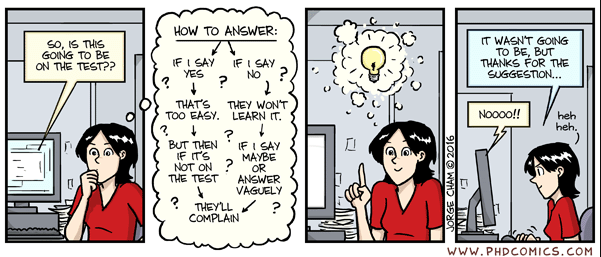 SO, IS THIS
GOING TO BE
ON THE TEST??
HOW TO ANSWER:
IF I SAY
YES
?
THAT'S
TOO EASY.
BUT THEN
IF IT'S
NOT ON
THE TEST
?
IF I SAY
NO
?
THEY WON'T
LEARN IT.
?
IF I SAY
MAYBE
OR
ANSWER
VAGUELY
?
THEY'LL
COMPLAIN
?
JORGE CHAM © 2016
IT WASN'T GOING
TO BE, BUT
THANKS FOR THE
SUGGESTION...
NOOOO!!
heh
heh.
WWW.PHDCOMICS.COM